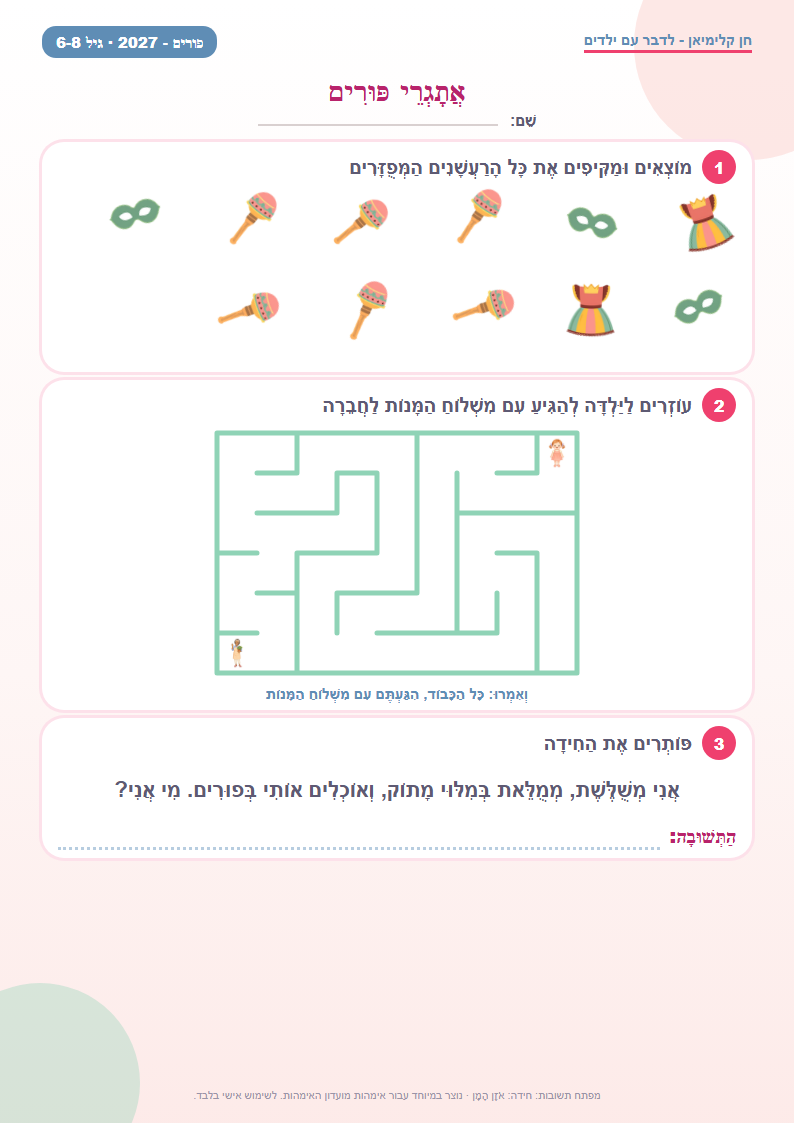 חן קלימיאן - לדבר עם ילדים
פורים - 2027 · גיל 6-8
אֶתְגְּרֵי פּוּרִים
שֵׁם:
1
מוֹצְאִים וּמַקִּיפִים אֶת כָּל הָרַעֲשָׁנִים הַמְּפֻזָּרִים
2
עוֹזְרִים לַיַּלְדָּה לְהַגִּיעַ עִם מִשְׁלוֹחַ הַמָּנוֹת לַחֲבֵרָה
וְאִמְרוּ: כָּל הַכָּבוֹד, הִגַּעְתֶּם עִם מִשְׁלוֹחַ הַמָּנוֹת
3
פּוֹתְרִים אֶת הַחִידָה
אֲנִי מְשֻׁלֶּשֶׁת, מְמֻלֵּאת בְּמִלּוּי מָתוֹק, וְאוֹכְלִים אוֹתִי בְּפוּרִים. מִי אֲנִי?
הַתְּשׁוּבָה:
מפתח תשובות: חידה: אֹזֶן הָמָן · נוצר במיוחד עבור אימהות מועדון האימהות. לשימוש אישי בלבד.